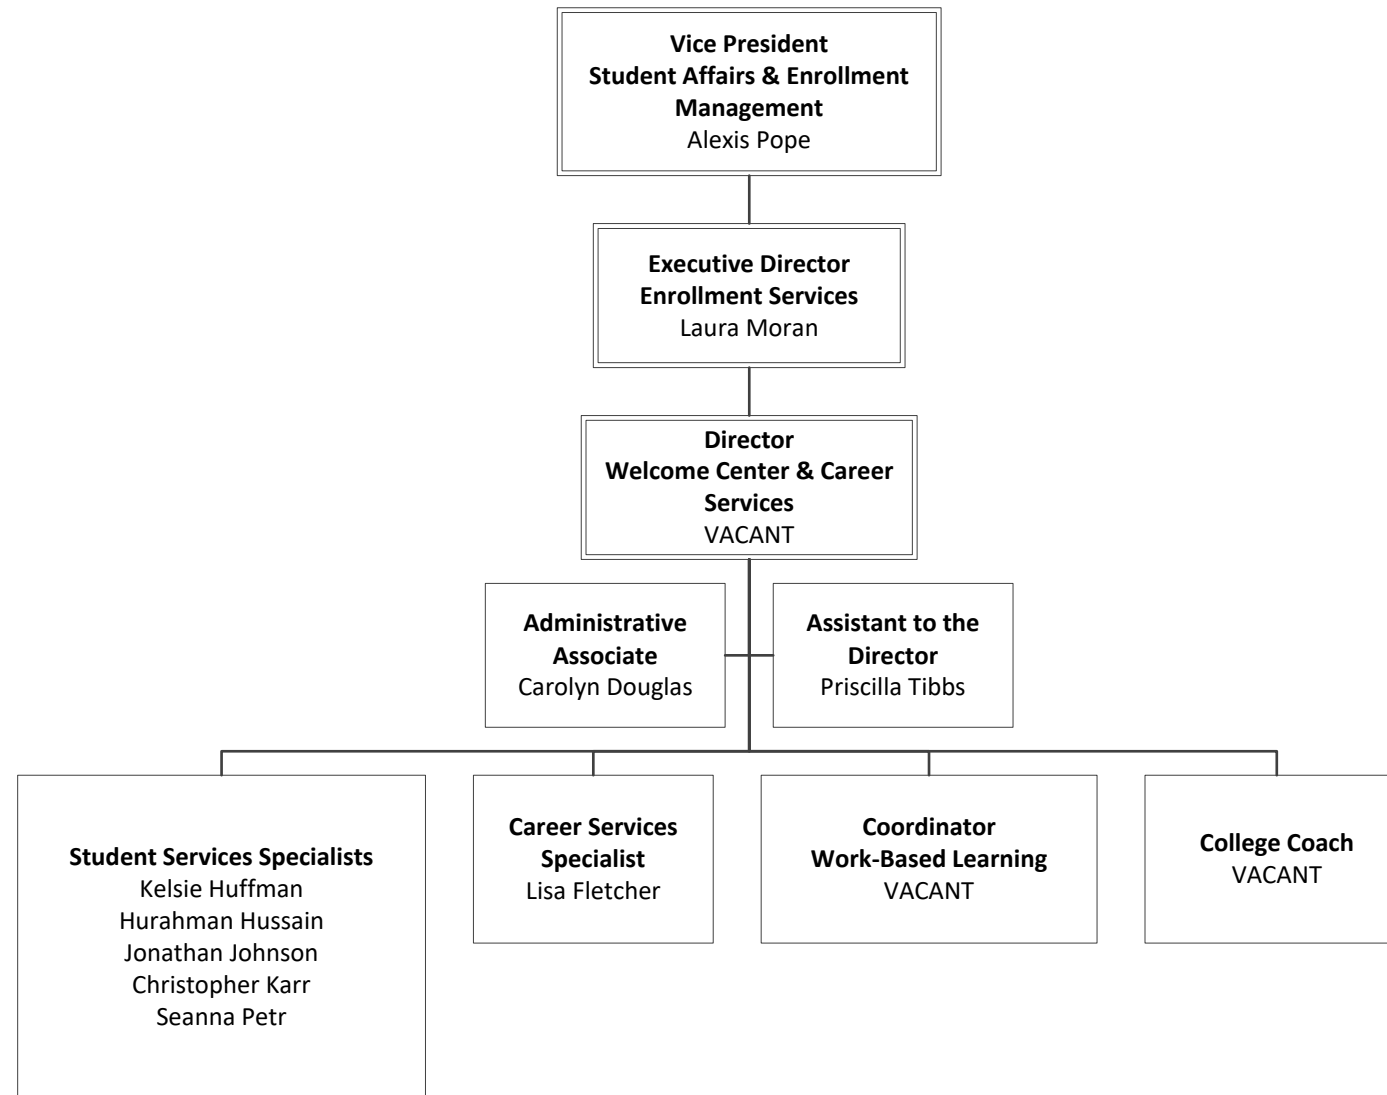 Vice President
Student Affairs & Enrollment
Management
Alexis Pope
Executive Director
Enrollment Services
Laura Moran
Director
Welcome Center & Career
Services
VACANT
Administrative
Associate
Carolyn Douglas
Assistant to the
Director
Priscilla Tibbs
Student Services Specialists
Kelsie Huffman
Hurahman Hussain
Jonathan Johnson
Christopher Karr
Seanna Petr
Career Services
Specialist
Lisa Fletcher
Coordinator
Work-Based Learning
VACANT
College Coach
VACANT